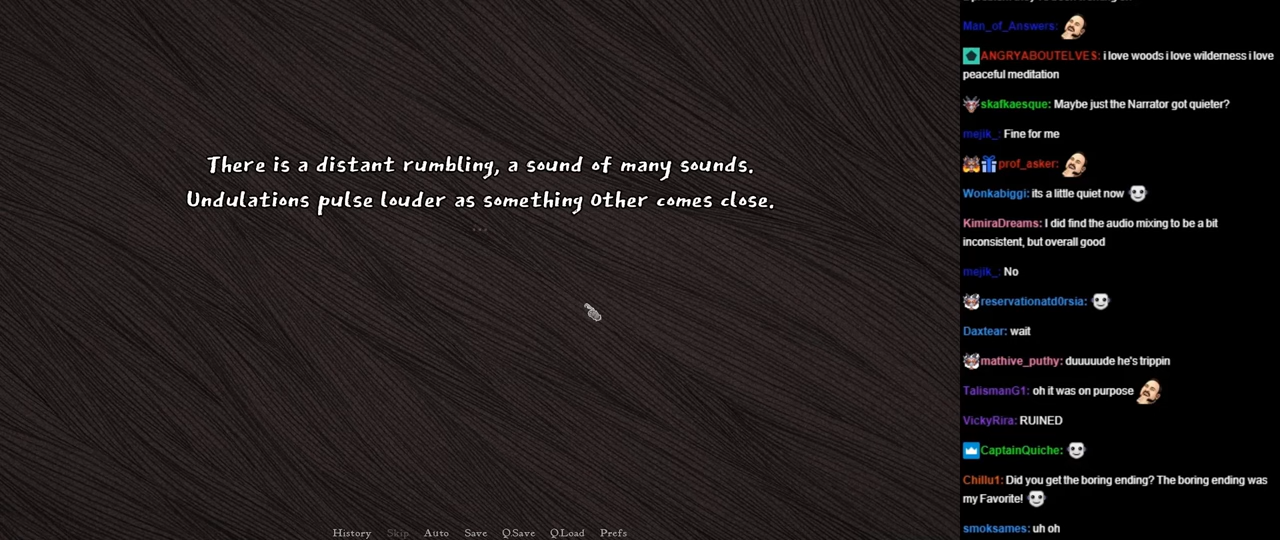 There is a distant rumbling, a sound of many sounds.
Undulations pulse louder as something Other comes close.
...
History Skip Auto Save Q.Save Q.Load Prefs
Man_of_Answers:
ANGRYABOUTELVES: i love woods i love wilderness i love
peaceful meditation
skafkaesque: Maybe just the Narrator got quieter?
mejik_: Fine for me
prof_asker:
Wonkabiggi: its a little quiet now
KimiraDreams: I did find the audio mixing to be a bit
inconsistent, but overall good
mejik_: No
reservationatd0rsia:
Daxtear: wait
mathive_puthy: duuuuude he's trippin
TalismanG1: oh it was on purpose
VickyRira: RUINED
CaptainQuiche:
Chillu1: Did you get the boring ending? The boring ending was
my Favorite!
smoksames: uh oh